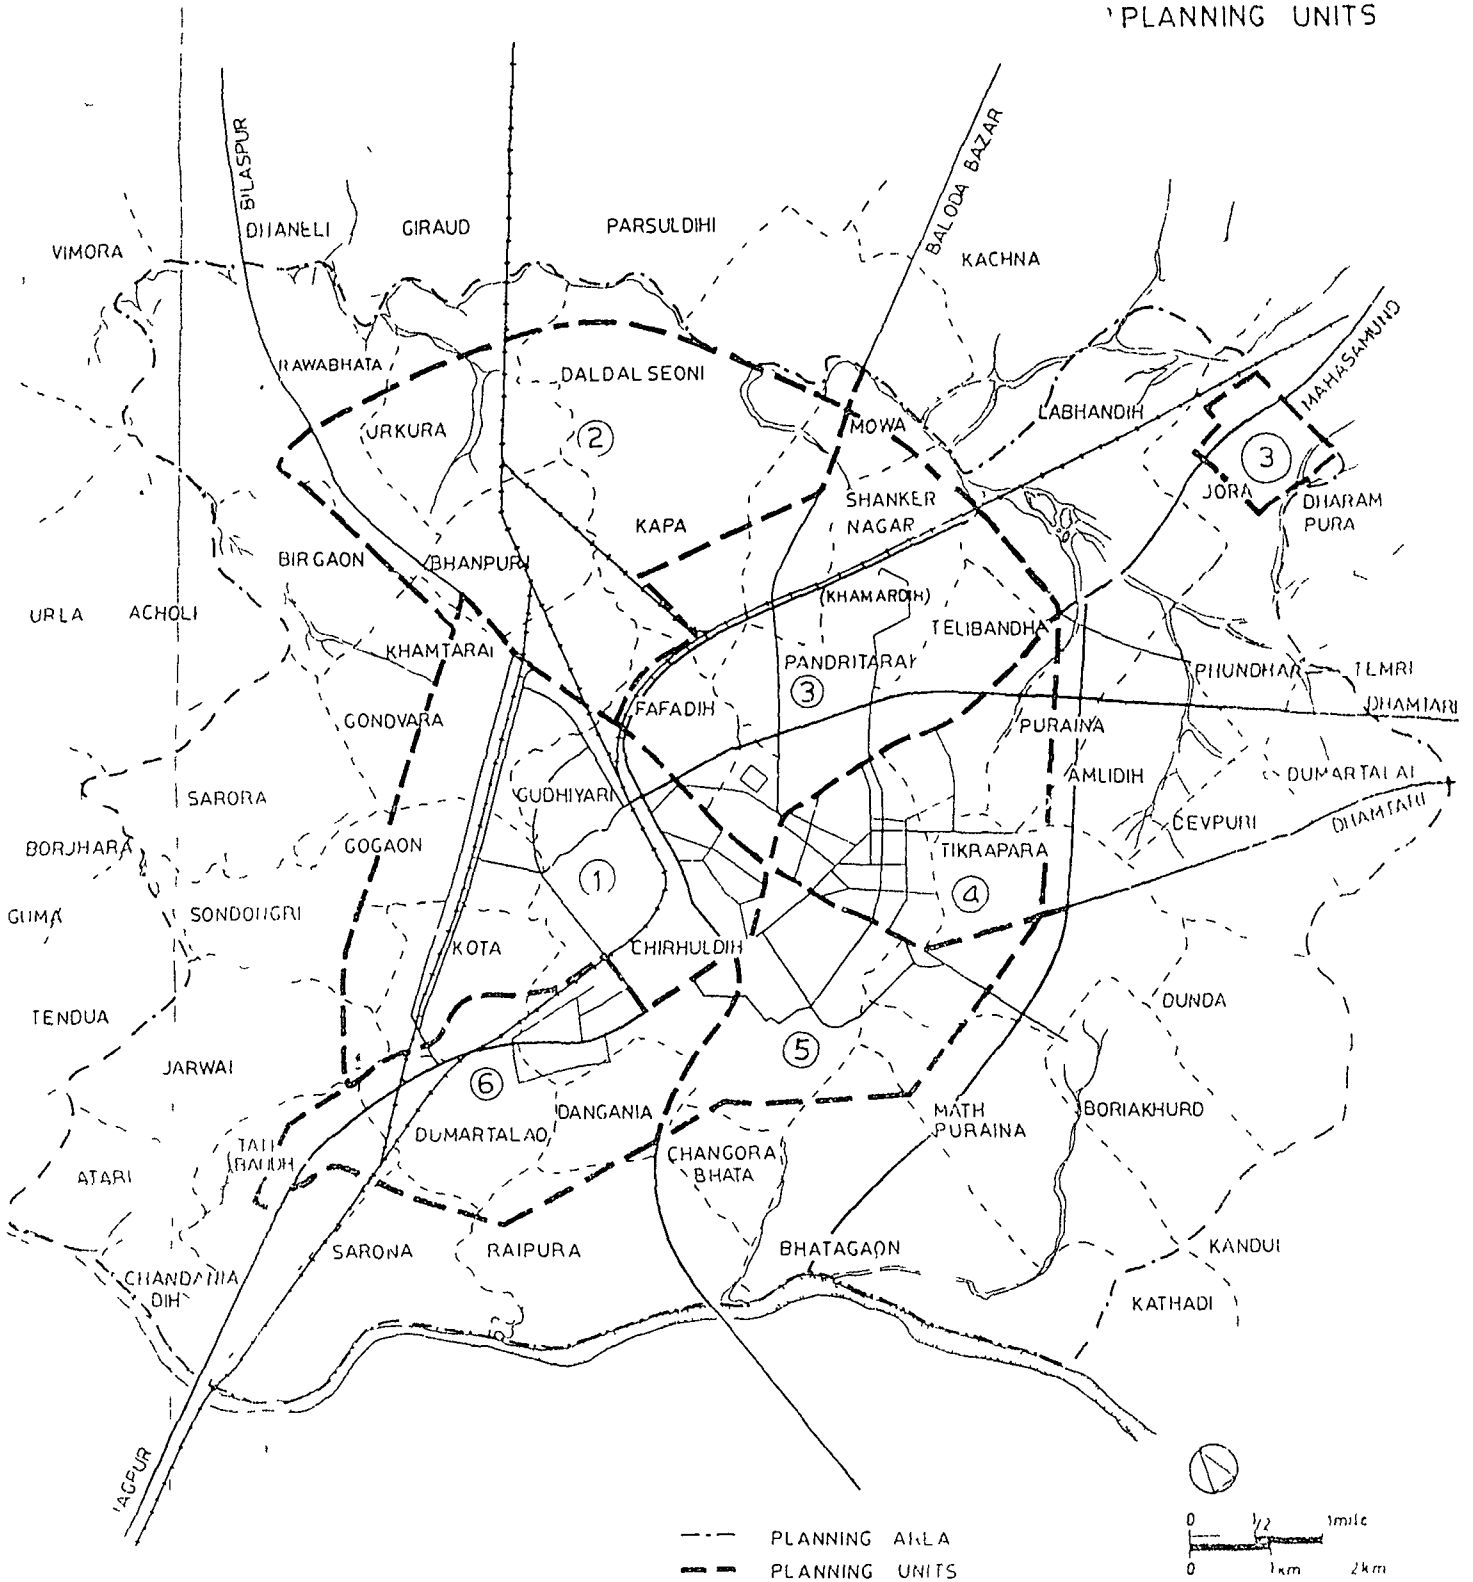 PLANNING UNITS
BILASPUR
BALODA BAZAR
DHANELI
GIRAUD
PARSULDIHI
VIMORA
KACHNA
MAHASAMUND
RAWABHATA
DALDALSEONI
LABHANDIH
URKURA
2
MOWA
3
JORA
SHANKER
NAGAR
DHARAM
PURA
KAPA
BIRGAON
BHANPURI
(KHAMARDIH)
URLA
ACHOLI
TELIBANDHA
KHAMTARAI
PANDRITARAI
PHUNDHAR
TEMRI
3
FAFADIH
DHAMTARI
GONDVARA
PURAINA
AMLIDIH
DUMARTALAI
SARORA
GUDHIYARI
DHAMTARI
DEVPURI
BORJHARA
GOGAON
TIKRAPARA
1
4
GUMA
SONDONGRI
KOTA
CHIRHULDIH
DUNDA
TENDUA
5
JARWAI
6
DANGANIA
MATH
PURAINA
BORIAKHURD
DUMARTALAO
TATI
BANDH
CHANGORA
BHATA
ATARI
SARONA
RAIPURA
BHATAGAON
KANDUL
DIH
KATHADI
AGPUR
0 1/2 1mile
PLANNING AREA
PLANNING UNITS
0 1km 2km